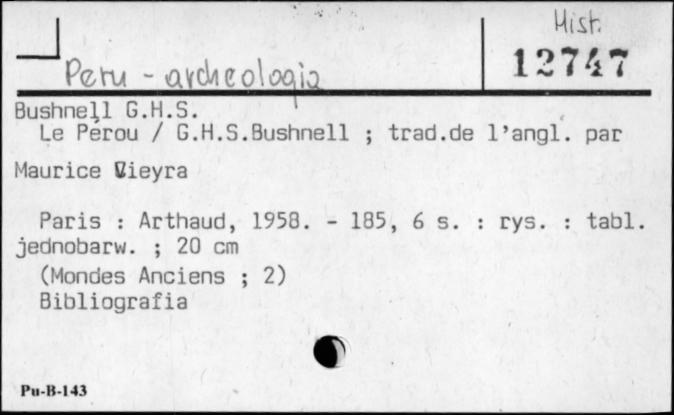 Hist.
12747
Peru - archeologia
Bushnell G.H.S.
Le Pérou / G.H.S.Bushnell ; trad.de l'angl. par
Maurice Vieyra
Paris : Arthaud, 1958. - 185, 6 s. : rys. : tabl.
jednobarw. ; 20 cm
(Mondes Anciens ; 2)
Bibliografia
Pu-B-143